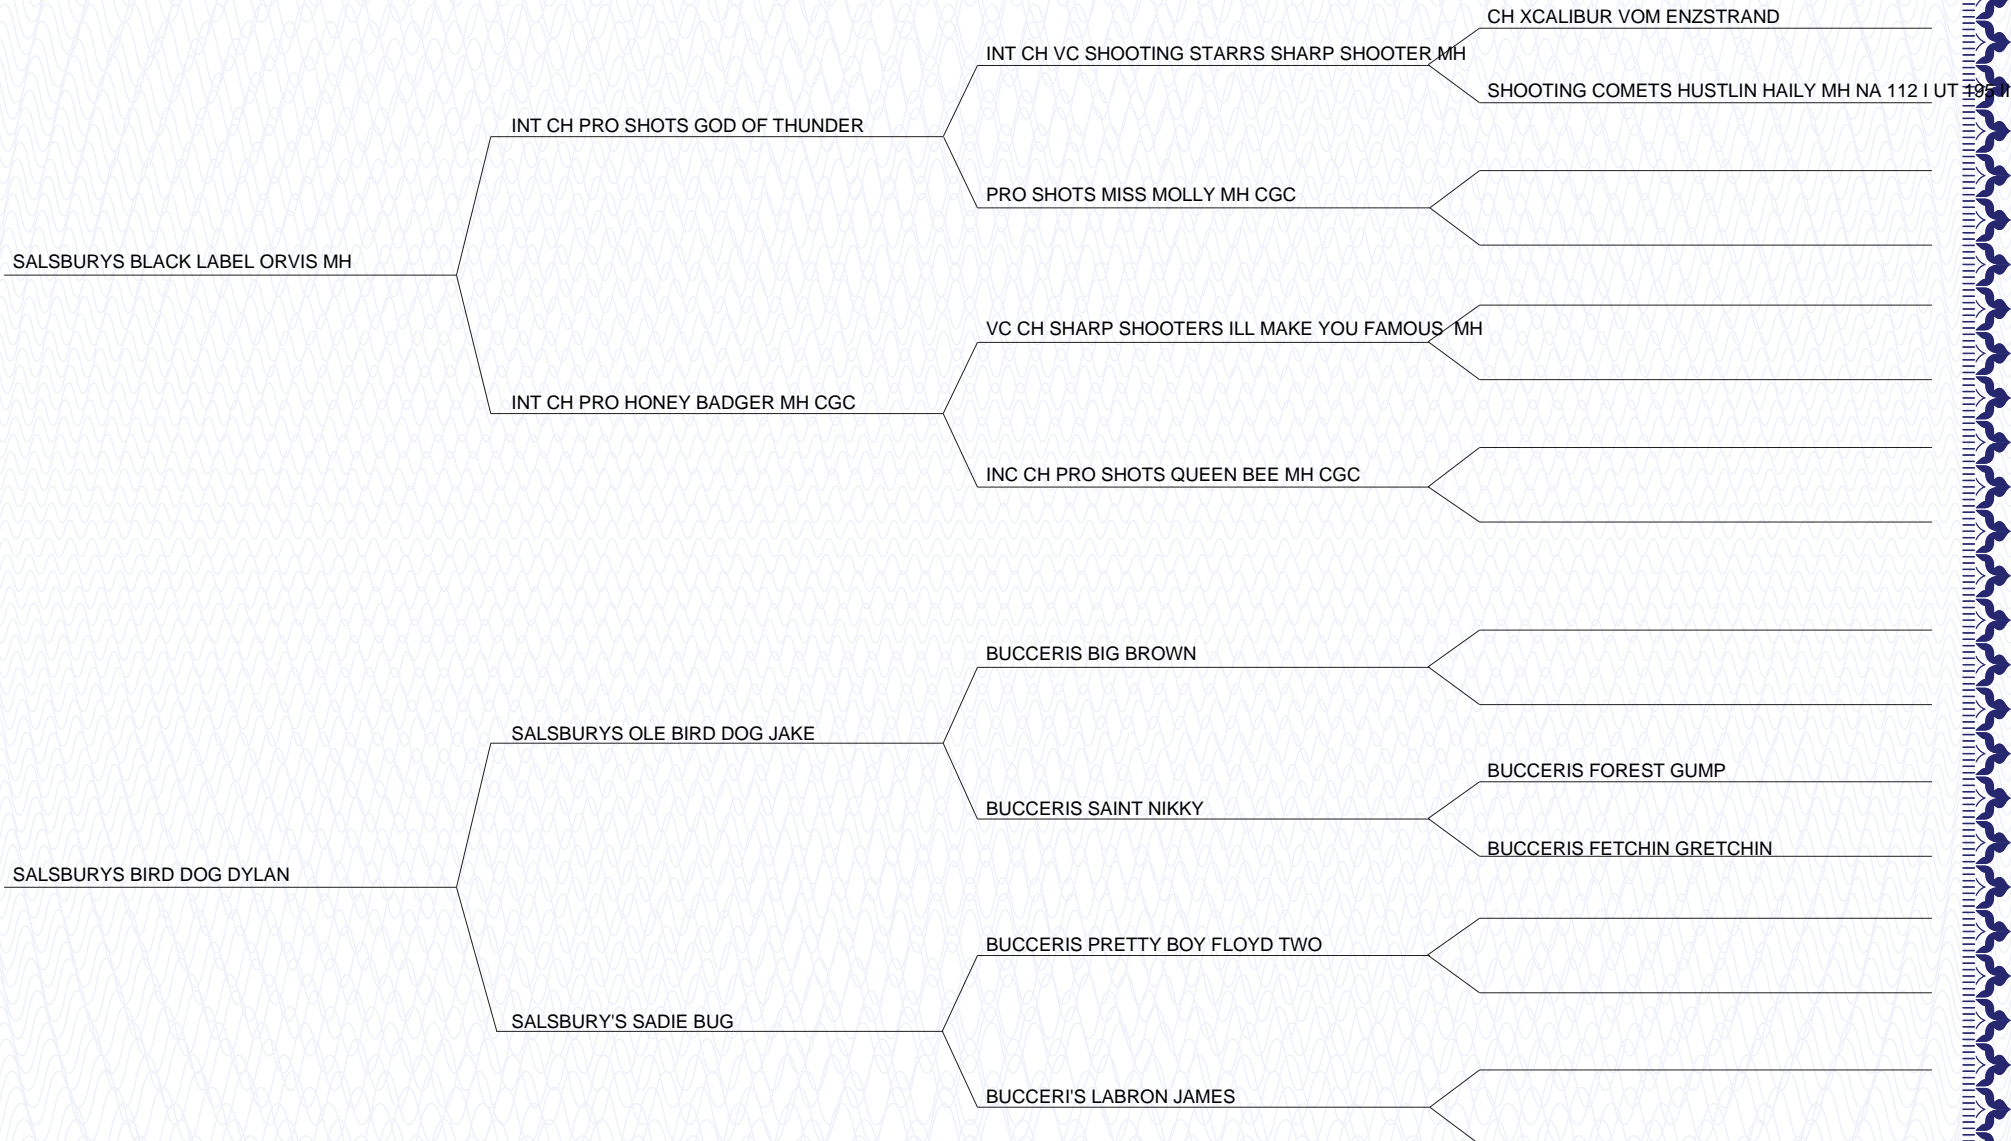 CH XCALIBUR VOM ENZSTRAND
INT CH VC SHOOTING STARRS SHARP SHOOTER MH
SHOOTING COMETS HUSTLIN HAILY MH NA 112 I UT 195 II
INT CH PRO SHOTS GOD OF THUNDER
PRO SHOTS MISS MOLLY MH CGC
SALSBURYS BLACK LABEL ORVIS MH
VC CH SHARP SHOOTERS ILL MAKE YOU FAMOUS  MH
INT CH PRO HONEY BADGER MH CGC
INC CH PRO SHOTS QUEEN BEE MH CGC
BUCCERIS BIG BROWN
SALSBURYS OLE BIRD DOG JAKE
BUCCERIS FOREST GUMP
BUCCERIS SAINT NIKKY
BUCCERIS FETCHIN GRETCHIN
SALSBURYS BIRD DOG DYLAN
BUCCERIS PRETTY BOY FLOYD TWO
SALSBURY'S SADIE BUG
BUCCERI'S LABRON JAMES